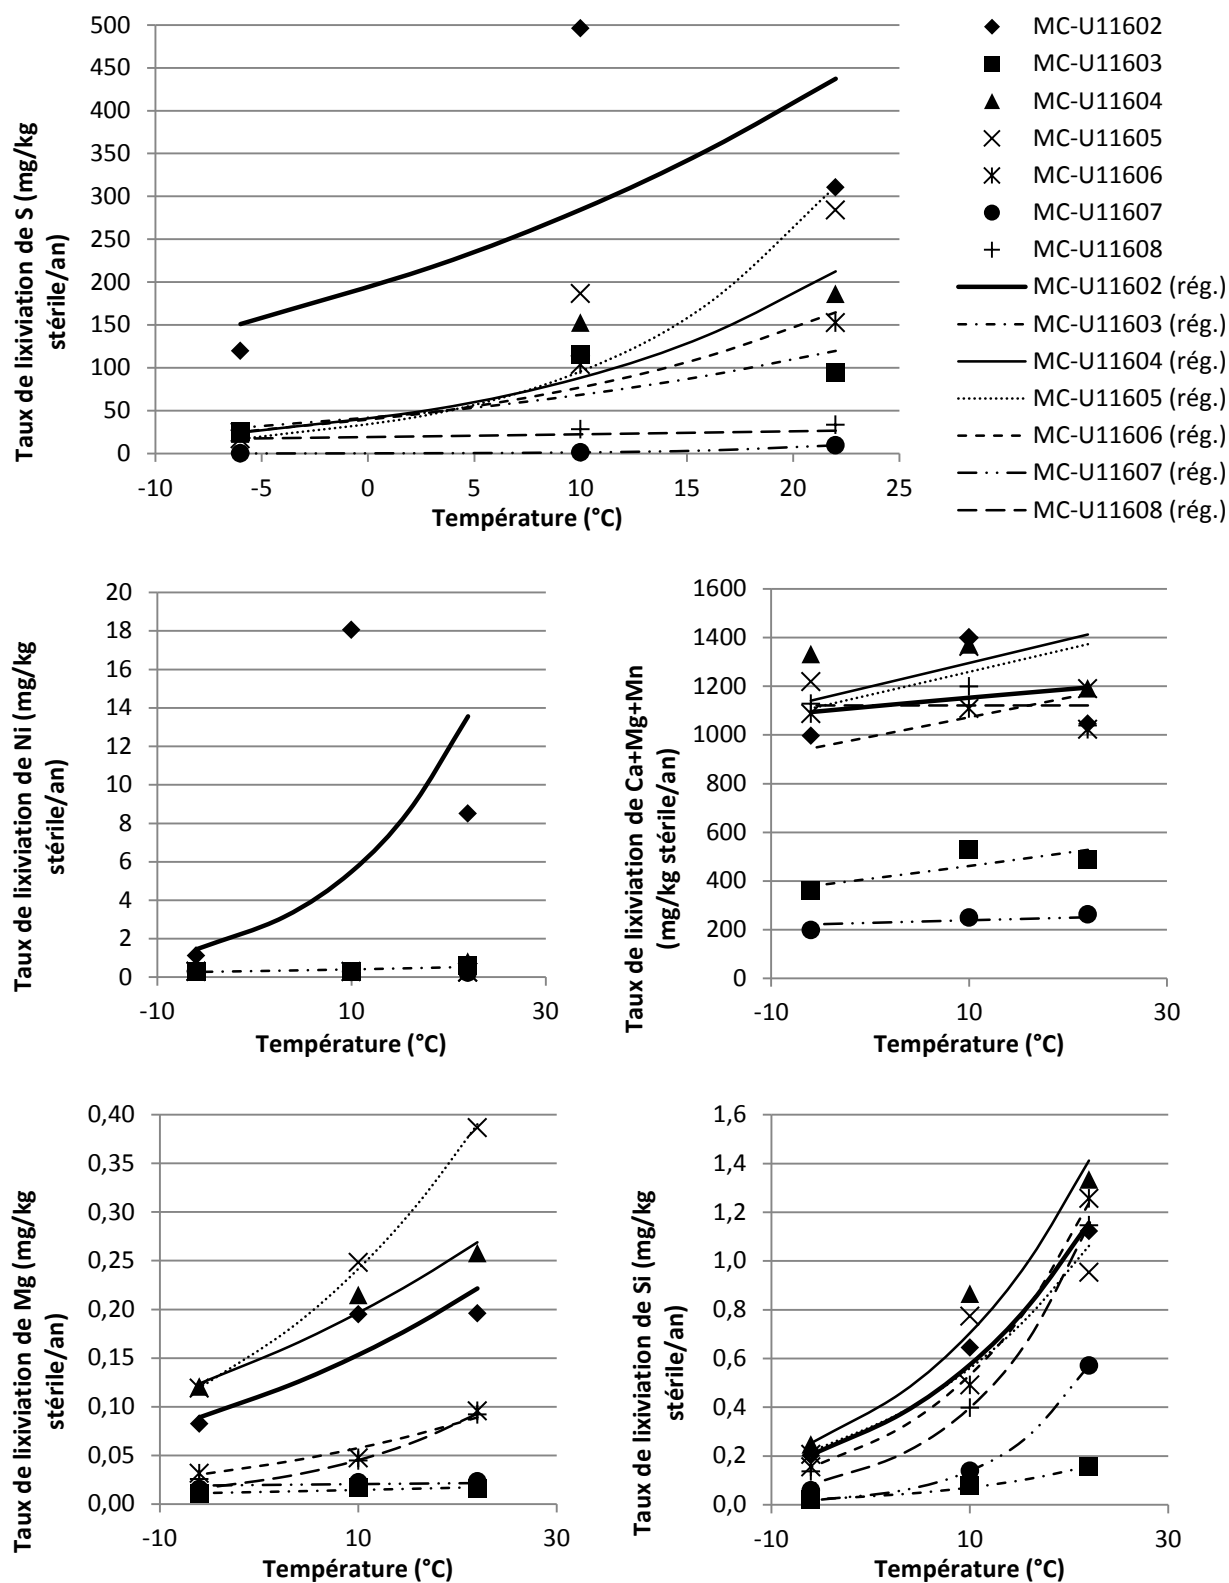 Taux de lixiviation de S (mg/kg
stérile/an)
500
450
400
350
300
250
200
150
100
50
0
-10
-5
0
5
10
15
20
25
Température (°C)
MC-U11602
MC-U11603
MC-U11604
MC-U11605
MC-U11606
MC-U11607
MC-U11608
MC-U11602 (rég.)
MC-U11603 (rég.)
MC-U11604 (rég.)
MC-U11605 (rég.)
MC-U11606 (rég.)
MC-U11607 (rég.)
MC-U11608 (rég.)
Taux de lixiviation de Ni (mg/kg
stérile/an)
20
18
16
14
12
10
8
6
4
2
0
-10
10
30
Température (°C)
Taux de lixiviation de Ca+Mg+Mn
(mg/kg stérile/an)
1600
1400
1200
1000
800
600
400
200
0
-10
10
30
Température (°C)
Taux de lixiviation de Mg (mg/kg
stérile/an)
0,40
0,35
0,30
0,25
0,20
0,15
0,10
0,05
0,00
-10
10
30
Température (°C)
Taux de lixiviation de Si (mg/kg
stérile/an)
1,6
1,4
1,2
1,0
0,8
0,6
0,4
0,2
0,0
-10
10
30
Température (°C)